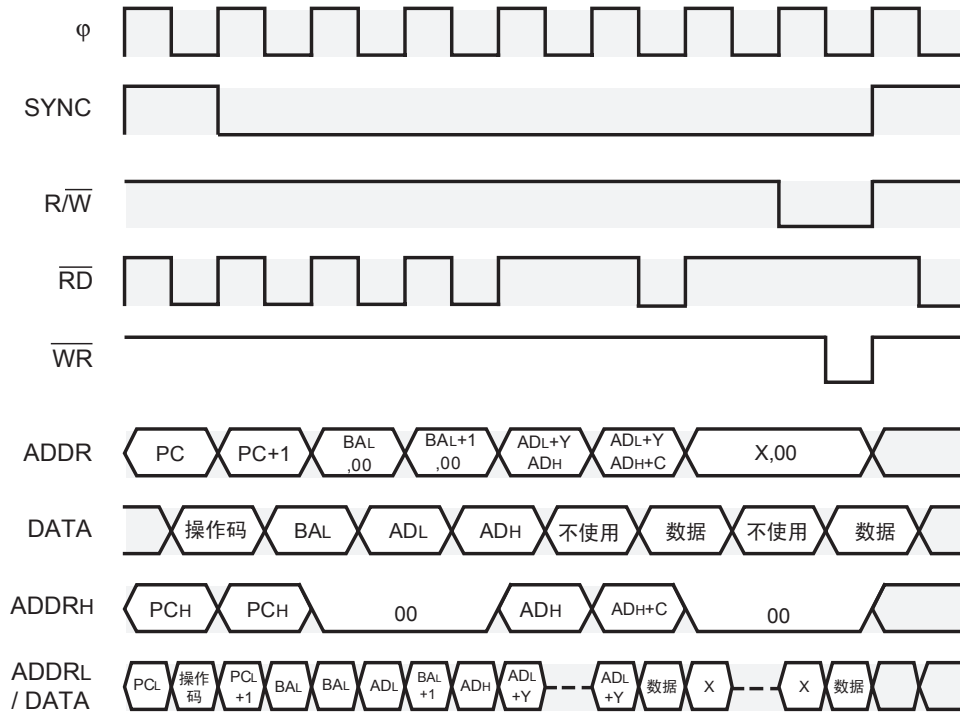 φ
SYNC
R/W̅
R̅D̅
W̅R̅
ADDR
PC
PC+1
BAL
,00
BAL+1
,00
ADL+Y
ADH
ADL+Y
ADH+C
X,00
DATA
操作码
BAL
ADL
ADH
不使用
数据
不使用
数据
ADDRH
PCH
PCH
00
ADH
ADH+C
00
ADDRL
/ DATA
PCL
操作
码
PCL
+1
BAL
BAL
ADL
BAL
+1
ADH
ADL
+Y
ADL
+Y
数据
X
X
数据